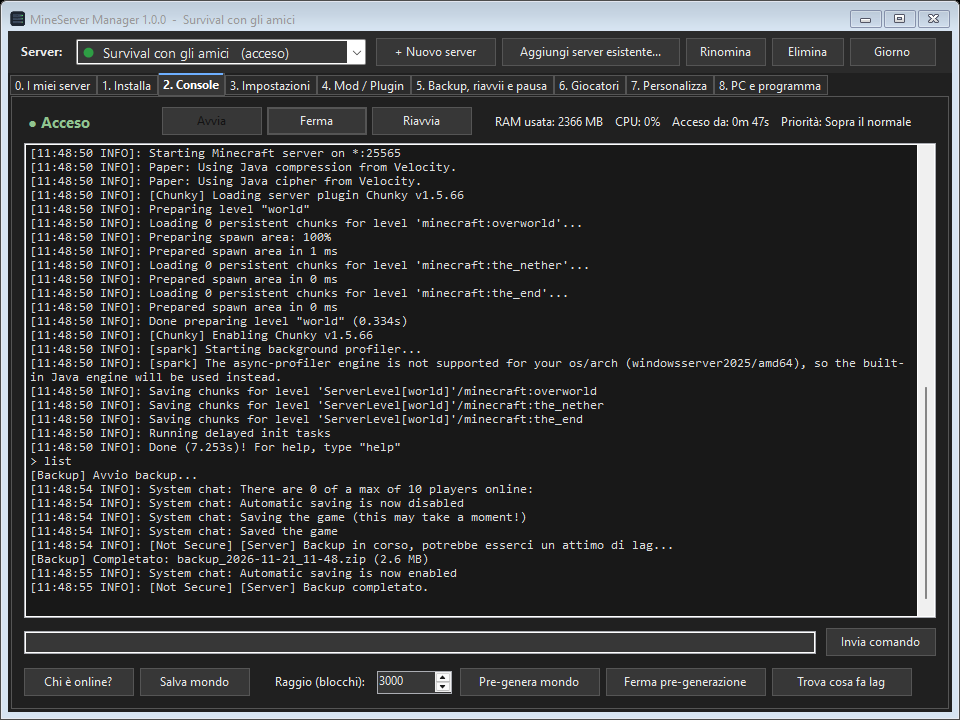 MineServer Manager 1.0.0 - Survival con gli amici
Server: Survival con gli amici (acceso) + Nuovo server Aggiungi server esistente... Rinomina Elimina Giorno
0. I miei server 1. Installa 2. Console 3. Impostazioni 4. Mod / Plugin 5. Backup, riavvii e pausa 6. Giocatori 7. Personalizza 8. PC e programma
● Acceso Avvia Ferma Riavvia RAM usata: 2366 MB CPU: 0% Acceso da: 0m 47s Priorità: Sopra il normale
[11:48:50 INFO]: Starting Minecraft server on *:25565
[11:48:50 INFO]: Paper: Using Java compression from Velocity.
[11:48:50 INFO]: Paper: Using Java cipher from Velocity.
[11:48:50 INFO]: [Chunky] Loading server plugin Chunky v1.5.66
[11:48:50 INFO]: Preparing level "world"
[11:48:50 INFO]: Loading 0 persistent chunks for level 'minecraft:overworld'...
[11:48:50 INFO]: Preparing spawn area: 100%
[11:48:50 INFO]: Prepared spawn area in 1 ms
[11:48:50 INFO]: Loading 0 persistent chunks for level 'minecraft:the_nether'...
[11:48:50 INFO]: Prepared spawn area in 0 ms
[11:48:50 INFO]: Loading 0 persistent chunks for level 'minecraft:the_end'...
[11:48:50 INFO]: Prepared spawn area in 0 ms
[11:48:50 INFO]: Done preparing level "world" (0.334s)
[11:48:50 INFO]: [Chunky] Enabling Chunky v1.5.66
[11:48:50 INFO]: [spark] Starting background profiler...
[11:48:50 INFO]: [spark] The async-profiler engine is not supported for your os/arch (windowsserver2025/amd64), so the built-
in Java engine will be used instead.
[11:48:50 INFO]: Saving chunks for level 'ServerLevel[world]'/minecraft:overworld
[11:48:50 INFO]: Saving chunks for level 'ServerLevel[world]'/minecraft:the_nether
[11:48:50 INFO]: Saving chunks for level 'ServerLevel[world]'/minecraft:the_end
[11:48:50 INFO]: Running delayed init tasks
[11:48:50 INFO]: Done (7.253s)! For help, type "help"
> list
[Backup] Avvio backup...
[11:48:54 INFO]: System chat: There are 0 of a max of 10 players online:
[11:48:54 INFO]: System chat: Automatic saving is now disabled
[11:48:54 INFO]: System chat: Saving the game (this may take a moment!)
[11:48:54 INFO]: System chat: Saved the game
[11:48:54 INFO]: [Not Secure] [Server] Backup in corso, potrebbe esserci un attimo di lag...
[Backup] Completato: backup_2026-11-21_11-48.zip (2.6 MB)
[11:48:55 INFO]: System chat: Automatic saving is now enabled
[11:48:55 INFO]: [Not Secure] [Server] Backup completato.
Invia comando
Chi è online? Salva mondo Raggio (blocchi): 3000 Pre-genera mondo Ferma pre-generazione Trova cosa fa lag